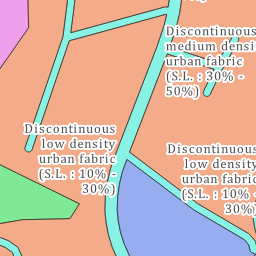 Discontinuous
medium densi
urban fabric
(S.L. : 30% -
50%)
Discontinuous
low density
urban fabric
(S.L. : 10% -
30%)
Discontinuous
low density
urban fabric
(S.L. : 10% -
30%)